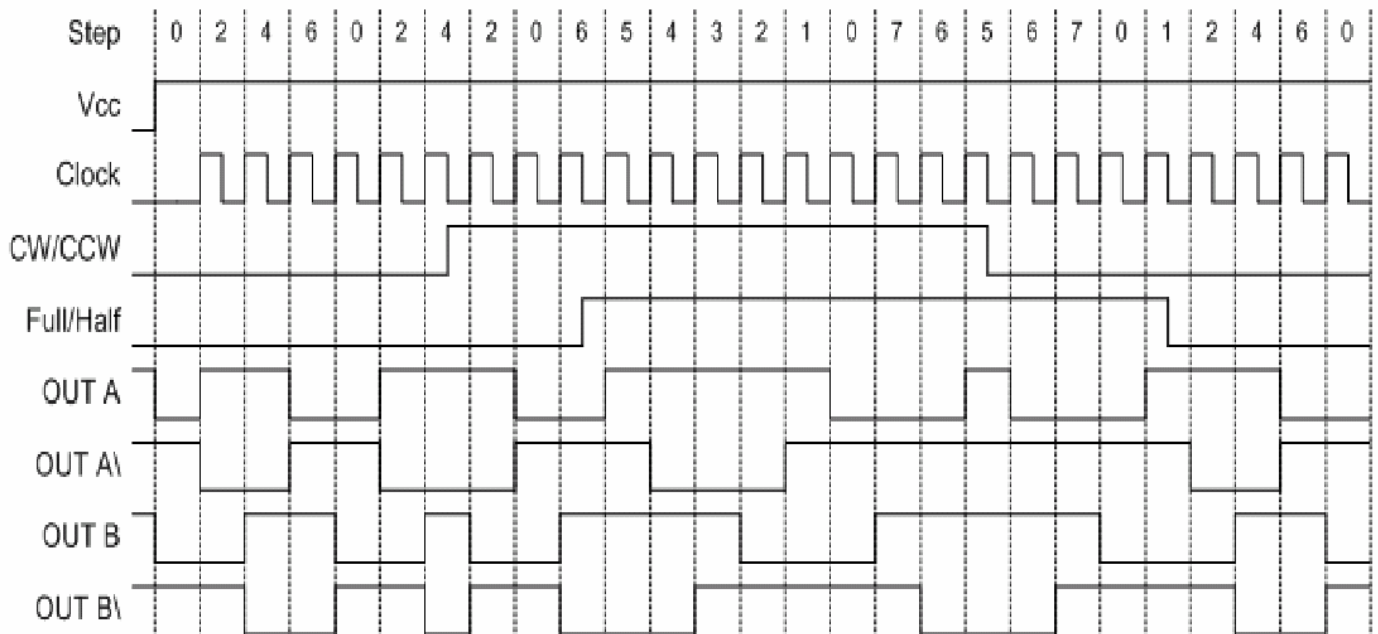 Step 0 2 4 6 0 2 4 2 0 6 5 4 3 2 1 0 7 6 5 6 7 0 1 2 4 6 0
Vcc
Clock
CW/CCW
Full/Half
OUT A
OUT A\
OUT B
OUT B\